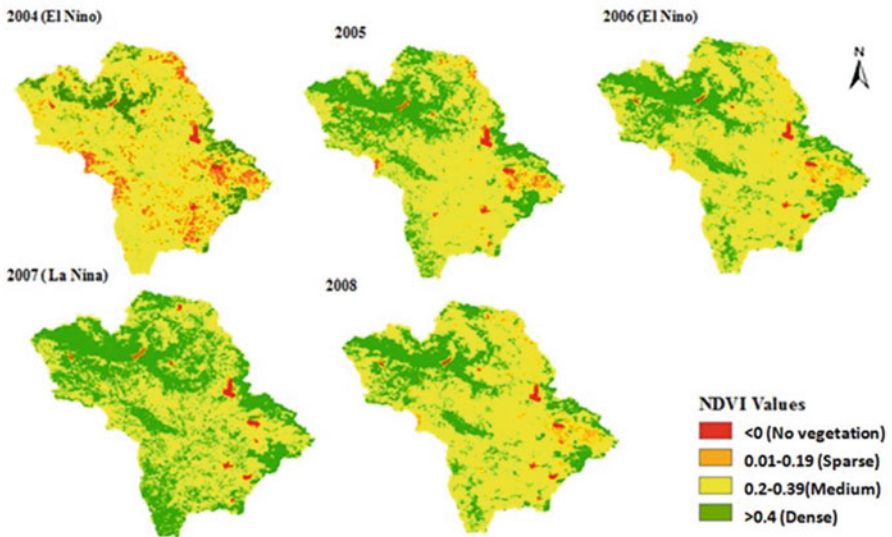 2004 (El Nino)
2005
2006 (El Nino)
N
2007 (La Nina)
2008
NDVI Values
<0 (No vegetation)
0.01-0.19 (Sparse)
0.2-0.39(Medium)
>0.4 (Dense)